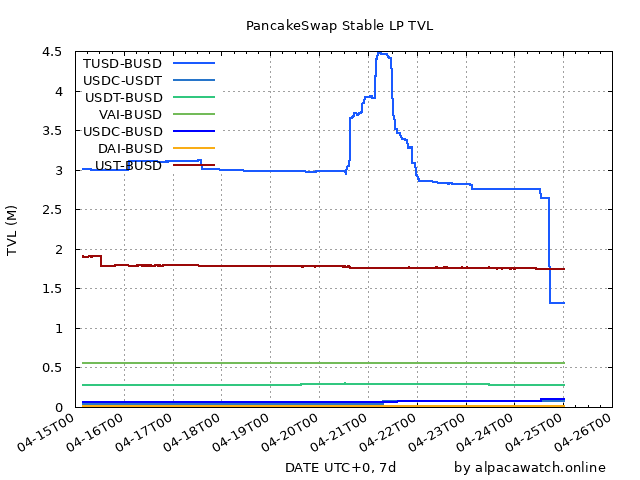 PancakeSwap Stable LP TVL
4.5
4
3.5
3
2.5
2
1.5
1
0.5
0
TVL (M)
TUSD-BUSD
USDC-USDT
USDT-BUSD
VAI-BUSD
USDC-BUSD
DAI-BUSD
UST-BUSD
04-15T00
04-16T00
04-17T00
04-18T00
04-19T00
04-20T00
04-21T00
04-22T00
04-23T00
04-24T00
04-25T00
04-26T00
DATE UTC+0, 7d
by alpacawatch.online